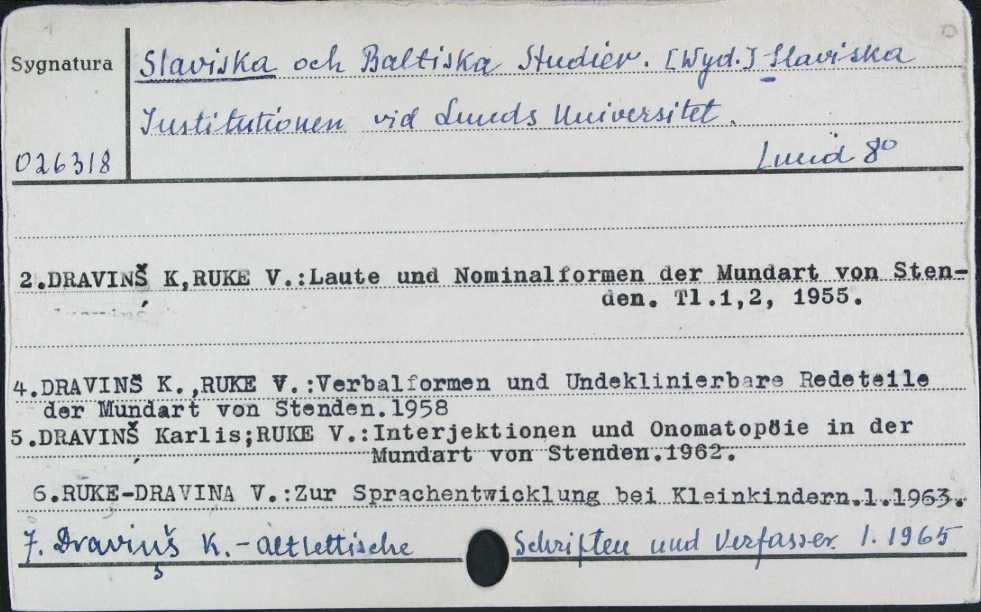 Sygnatura
Slaviska och Baltiska Studier. [Wyd.] Slaviska
Institutionen vid Lunds Universitet.
026318
Lund 8º
2.DRAVINŠ K,RUKE V.:Laute und Nominalformen der Mundart von Sten-
den. Tl.1,2, 1955.
4.DRAVINŠ K.,RUKE V.:Verbalformen und Undeklinierbare Redeteile
der Mundart von Stenden.1958
5.DRAVINŠ Karlis;RUKE V.:Interjektionen und Onomatopöie in der
Mundart von Stenden.1962.
6.RUKE-DRAVINA V.:Zur Sprachentwicklung bei Kleinkindern.1.1963.
7. Draviņš K. - Altlettische Schriften und Verfasser. 1. 1965